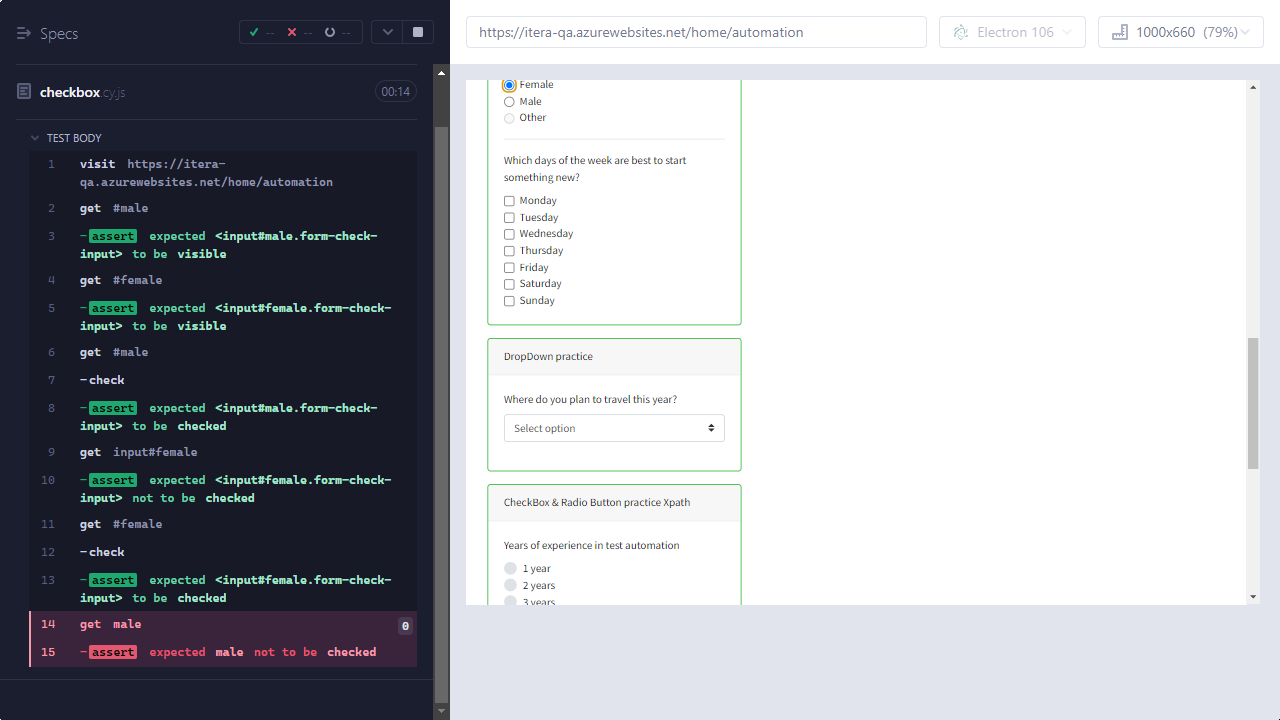 Specs
-- -- --
checkbox.cy.js
00:14
TEST BODY
1 visit https://itera-
qa.azurewebsites.net/home/automation
2 get #male
3 -assert expected <input#male.form-check-
input> to be visible
4 get #female
5 -assert expected <input#female.form-check-
input> to be visible
6 get #male
7 -check
8 -assert expected <input#male.form-check-
input> to be checked
9 get input#female
10 -assert expected <input#female.form-check-
input> not to be checked
11 get #female
12 -check
13 -assert expected <input#female.form-check-
input> to be checked
14 get male 0
15 -assert expected male not to be checked
https://itera-qa.azurewebsites.net/home/automation
Electron 106
1000x660 (79%)
Female
Male
Other
Which days of the week are best to start
something new?
Monday
Tuesday
Wednesday
Thursday
Friday
Saturday
Sunday
DropDown practice
Where do you plan to travel this year?
Select option
CheckBox & Radio Button practice Xpath
Years of experience in test automation
1 year
2 years
3 years